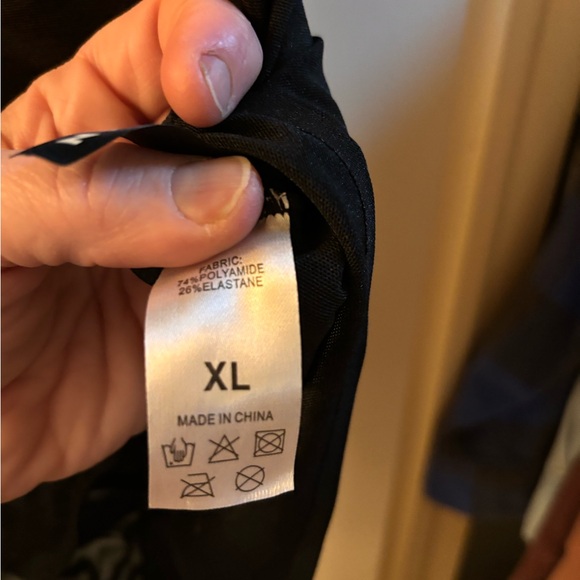 FABRIC:
74%POLYAMIDE
26%ELASTANE
XL
MADE IN CHINA